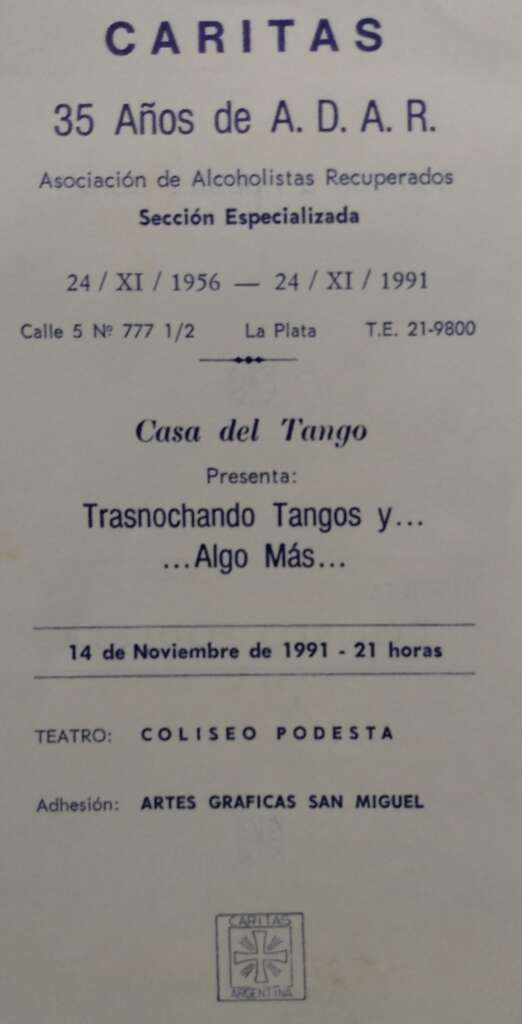 CARITAS
35 Años de A. D. A. R.
Asociación de Alcoholistas Recuperados
Sección Especializada
24 / XI / 1956 — 24 / XI / 1991
Calle 5 Nº 777 1/2 La Plata T.E. 21-9800
Casa del Tango
Presenta:
Trasnochando Tangos y...
...Algo Más...
14 de Noviembre de 1991 - 21 horas
TEATRO: COLISEO PODESTA
Adhesión: ARTES GRAFICAS SAN MIGUEL
CARITAS
ARGENTINA